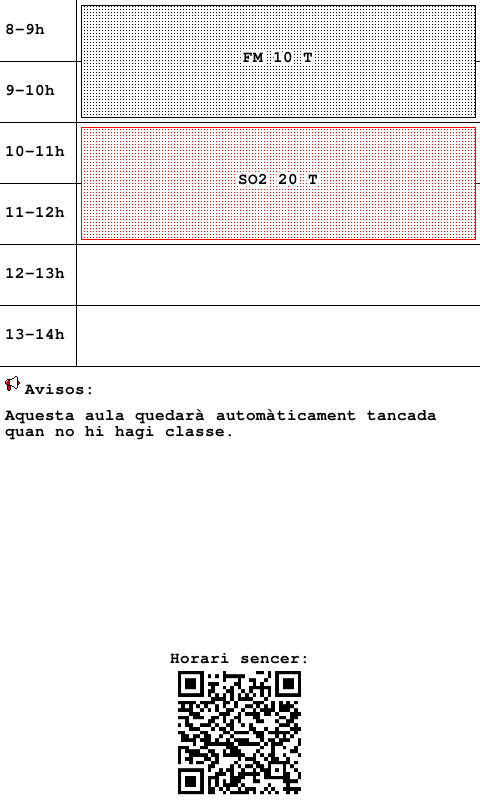 8-9h
FM 10 T
9-10h
10-11h
SO2 20 T
11-12h
12-13h
13-14h
Avisos:
Aquesta aula quedarà automàticament tancada
quan no hi hagi classe.
Horari sencer: